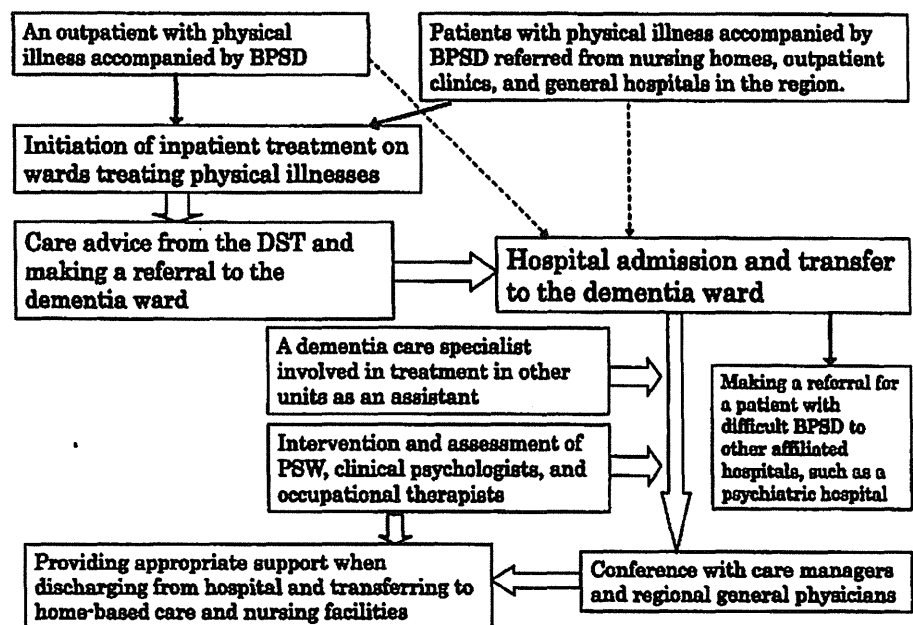 An outpatient with physical
illness accompanied by BPSD
Patients with physical illness accompanied by
BPSD referred from nursing homes, outpatient
clinics, and general hospitals in the region.
Initiation of inpatient treatment on
wards treating physical illnesses
Care advice from the DST and
making a referral to the
dementia ward
Hospital admission and transfer
to the dementia ward
A dementia care specialist
involved in treatment in other
units as an assistant
Making a referral for
a patient with
difficult BPSD to
other affiliated
hospitals, such as a
psychiatric hospital
Intervention and assessment of
PSW, clinical psychologists, and
occupational therapists
Providing appropriate support when
discharging from hospital and transferring to
home-based care and nursing facilities
Conference with care managers
and regional general physicians